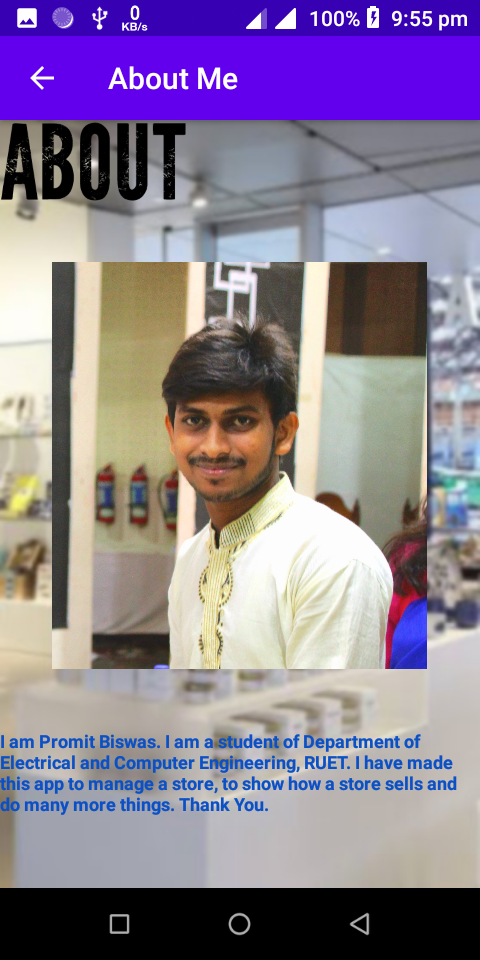 0
KB/s
100%
9:55 pm
About Me
ABOUT
I am Promit Biswas. I am a student of Department of
Electrical and Computer Engineering, RUET. I have made
this app to manage a store, to show how a store sells and
do many more things. Thank You.